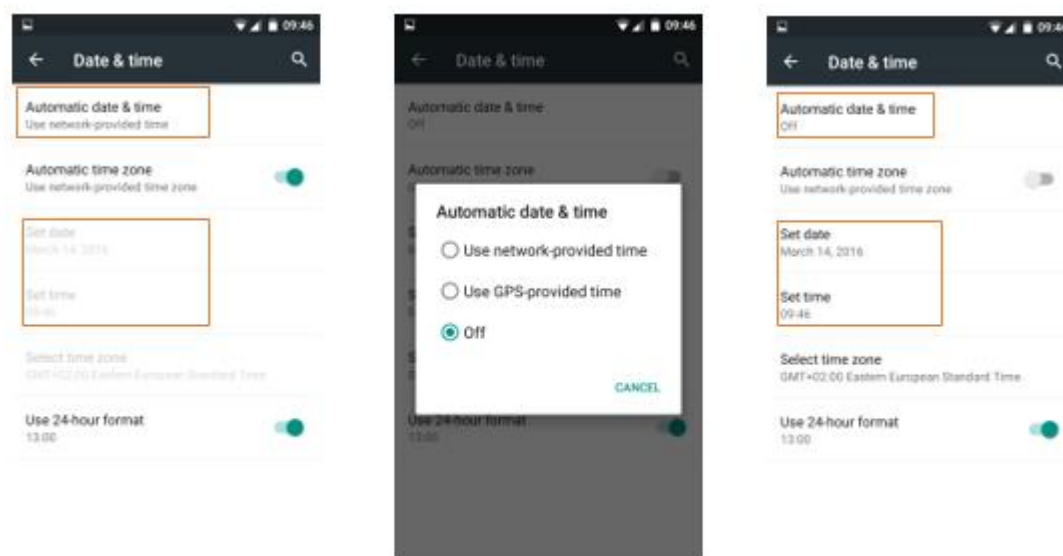 09:46
Date & time
Automatic date & time
Use network-provided time
Automatic time zone
Use network-provided time zone
Set date
March 14, 2016
Set time
09:46
Select time zone
GMT+02:00 Eastern European Standard Time
Use 24-hour format
13:00
09:46
Date & time
Automatic date & time
Off
Automatic time zone
Automatic date & time
Use network-provided time
Use GPS-provided time
Off
CANCEL
Use 24-hour format
13:00
09:46
Date & time
Automatic date & time
Off
Automatic time zone
Use network-provided time zone
Set date
March 14, 2016
Set time
09:46
Select time zone
GMT+02:00 Eastern European Standard Time
Use 24-hour format
13:00